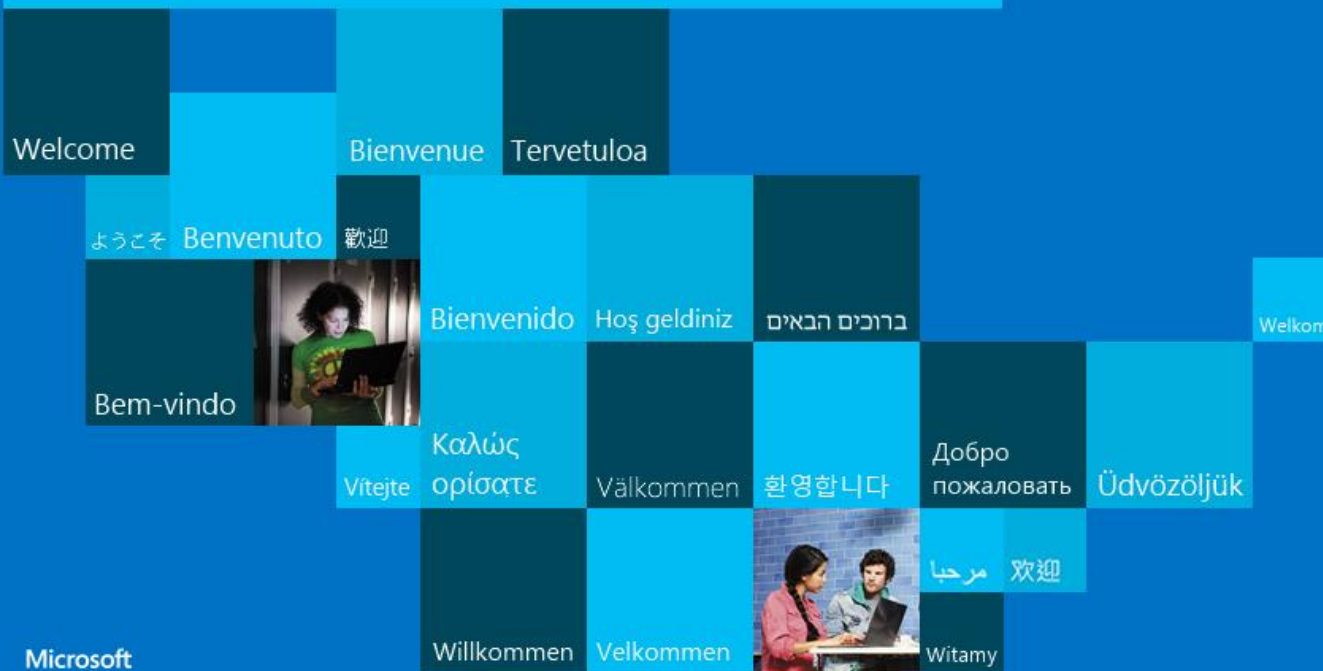 Welcome
Bienvenue
Tervetuloa
ようこそ
Benvenuto
歡迎
Bienvenido
Hoş geldiniz
ברוכים הבאים
Bem-vindo
Vítejte
Καλώς
ορίσατε
Välkommen
환영합니다
Добро
пожаловать
Üdvözöljük
مرحبا
欢迎
Willkommen
Velkommen
Witamy
Microsoft